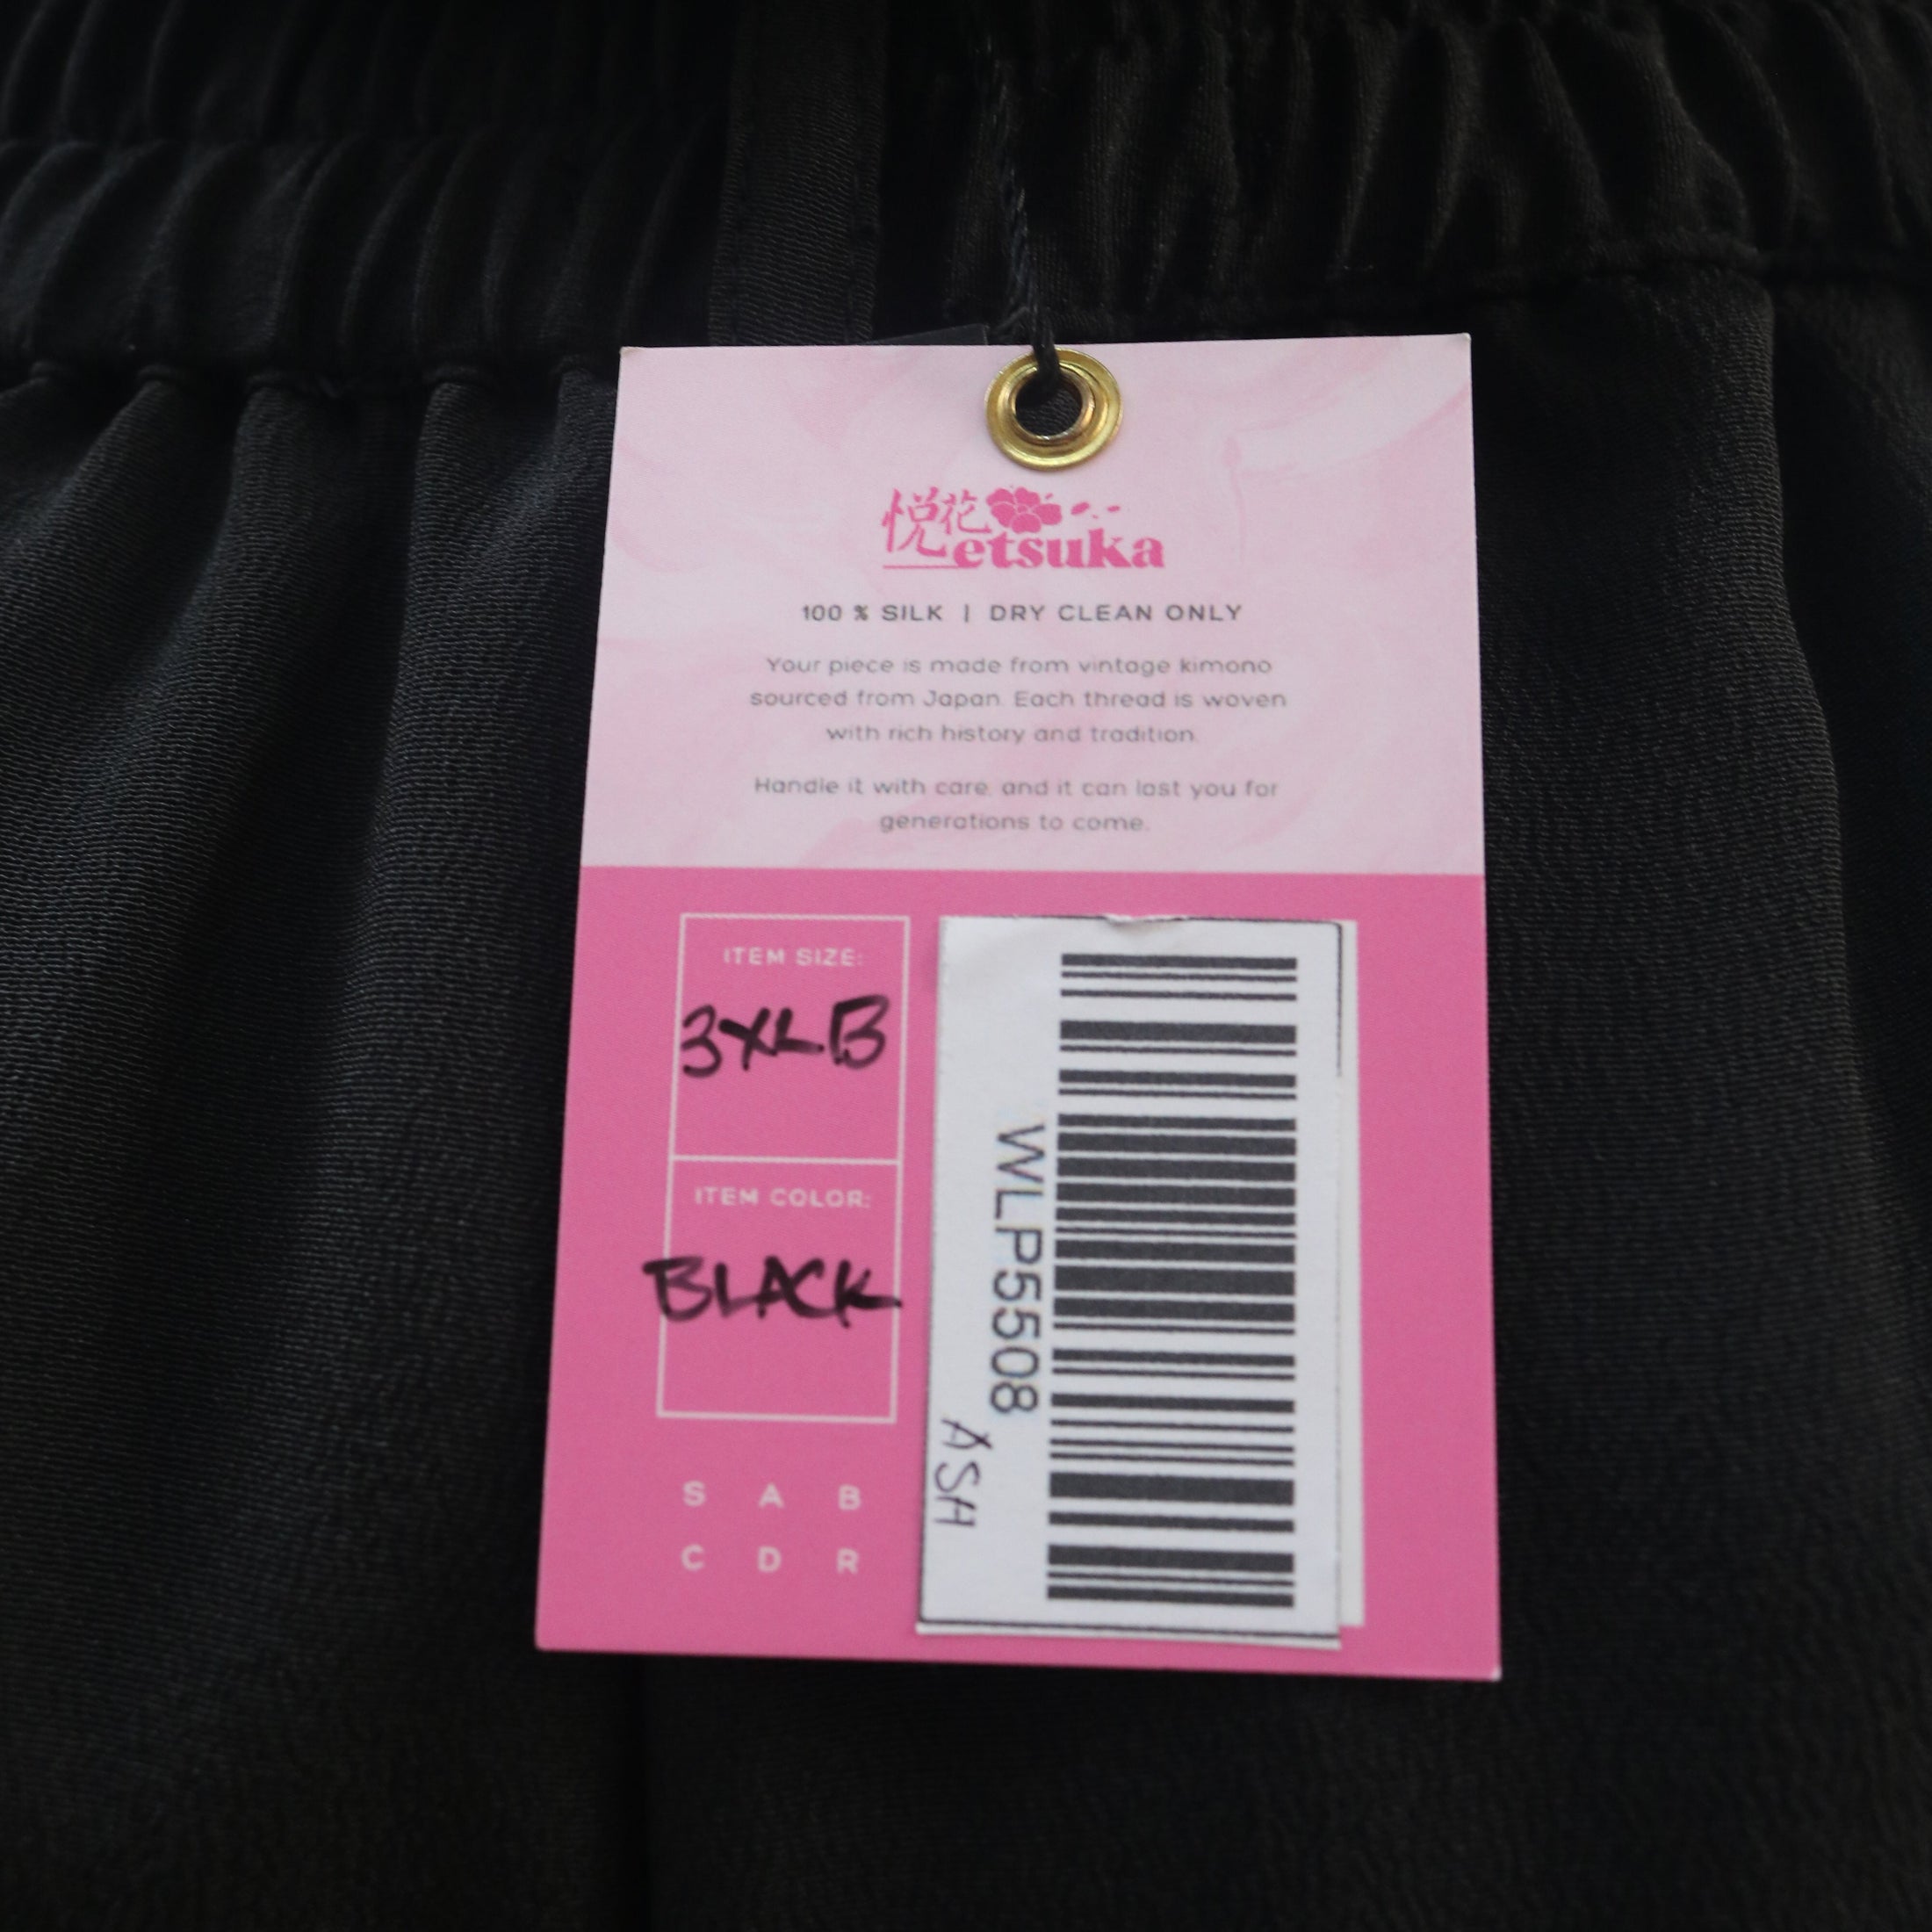 悦花
etsuka
100 % SILK | DRY CLEAN ONLY
Your piece is made from vintage kimono
sourced from Japan. Each thread is woven
with rich history and tradition.
Handle it with care, and it can last you for
generations to come.
ITEM SIZE:
3XLB
ITEM COLOR:
BLACK
S A B
C D R
WLP5508
ASH